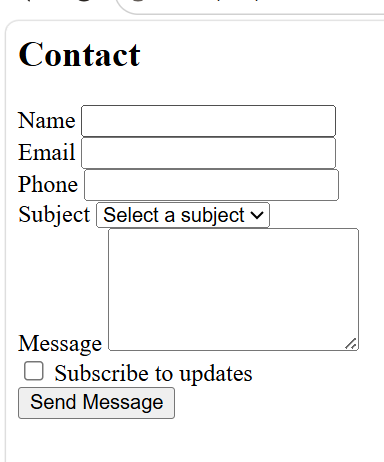 Contact
Name
Email
Phone
Subject Select a subject
Message
Subscribe to updates
Send Message